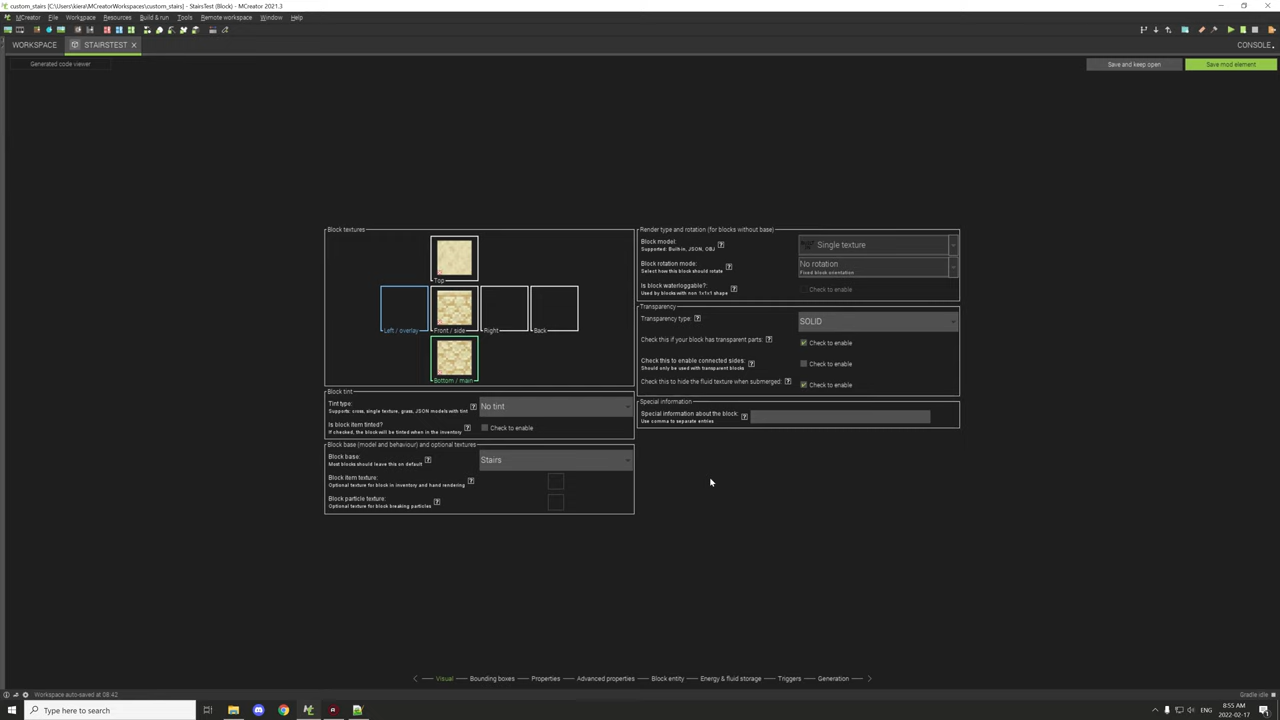 custom_stairs [C:\Users\kiera\MCreatorWorkspaces\custom_stairs] - StairsTest (Block) - MCreator 2021.3
MCreator File Workspace Resources Build & run Tools Remote workspace Window Help
WORKSPACE STAIRSTEST CONSOLE
Generated code viewer Save and keep open Save mod element
Block textures
Top
Left / overlay Front / side Right Back
Bottom / main
Block tint
Tint type:
Supports: cross, single texture, grass, JSON models with tint
No tint
Is block item tinted?
If checked, the block will be tinted when in the inventory
Check to enable
Block base (model and behaviour) and optional textures
Block base:
Most blocks should leave this on default
Stairs
Block item texture:
Optional texture for block in inventory and hand rendering
Block particle texture:
Optional texture for block breaking particles
Render type and rotation (for blocks without base)
Block model:
Supported: Built-in, JSON, OBJ
Single texture
Block rotation mode:
Select how this block should rotate
No rotation
Fixed block orientation
Is block waterloggable?:
Used by blocks with non 1x1x1 shape
Check to enable
Transparency
Transparency type:
SOLID
Check this if your block has transparent parts:
Check to enable
Check this to enable connected sides:
Should only be used with transparent blocks
Check to enable
Check this to hide the fluid texture when submerged:
Check to enable
Special information
Special information about the block:
Use comma to separate entries
Visual Bounding boxes Properties Advanced properties Block entity Energy & fluid storage Triggers Generation
Workspace auto-saved at 08:42 Gradle idle
Type here to search
ENG
8:55 AM
2022-02-17